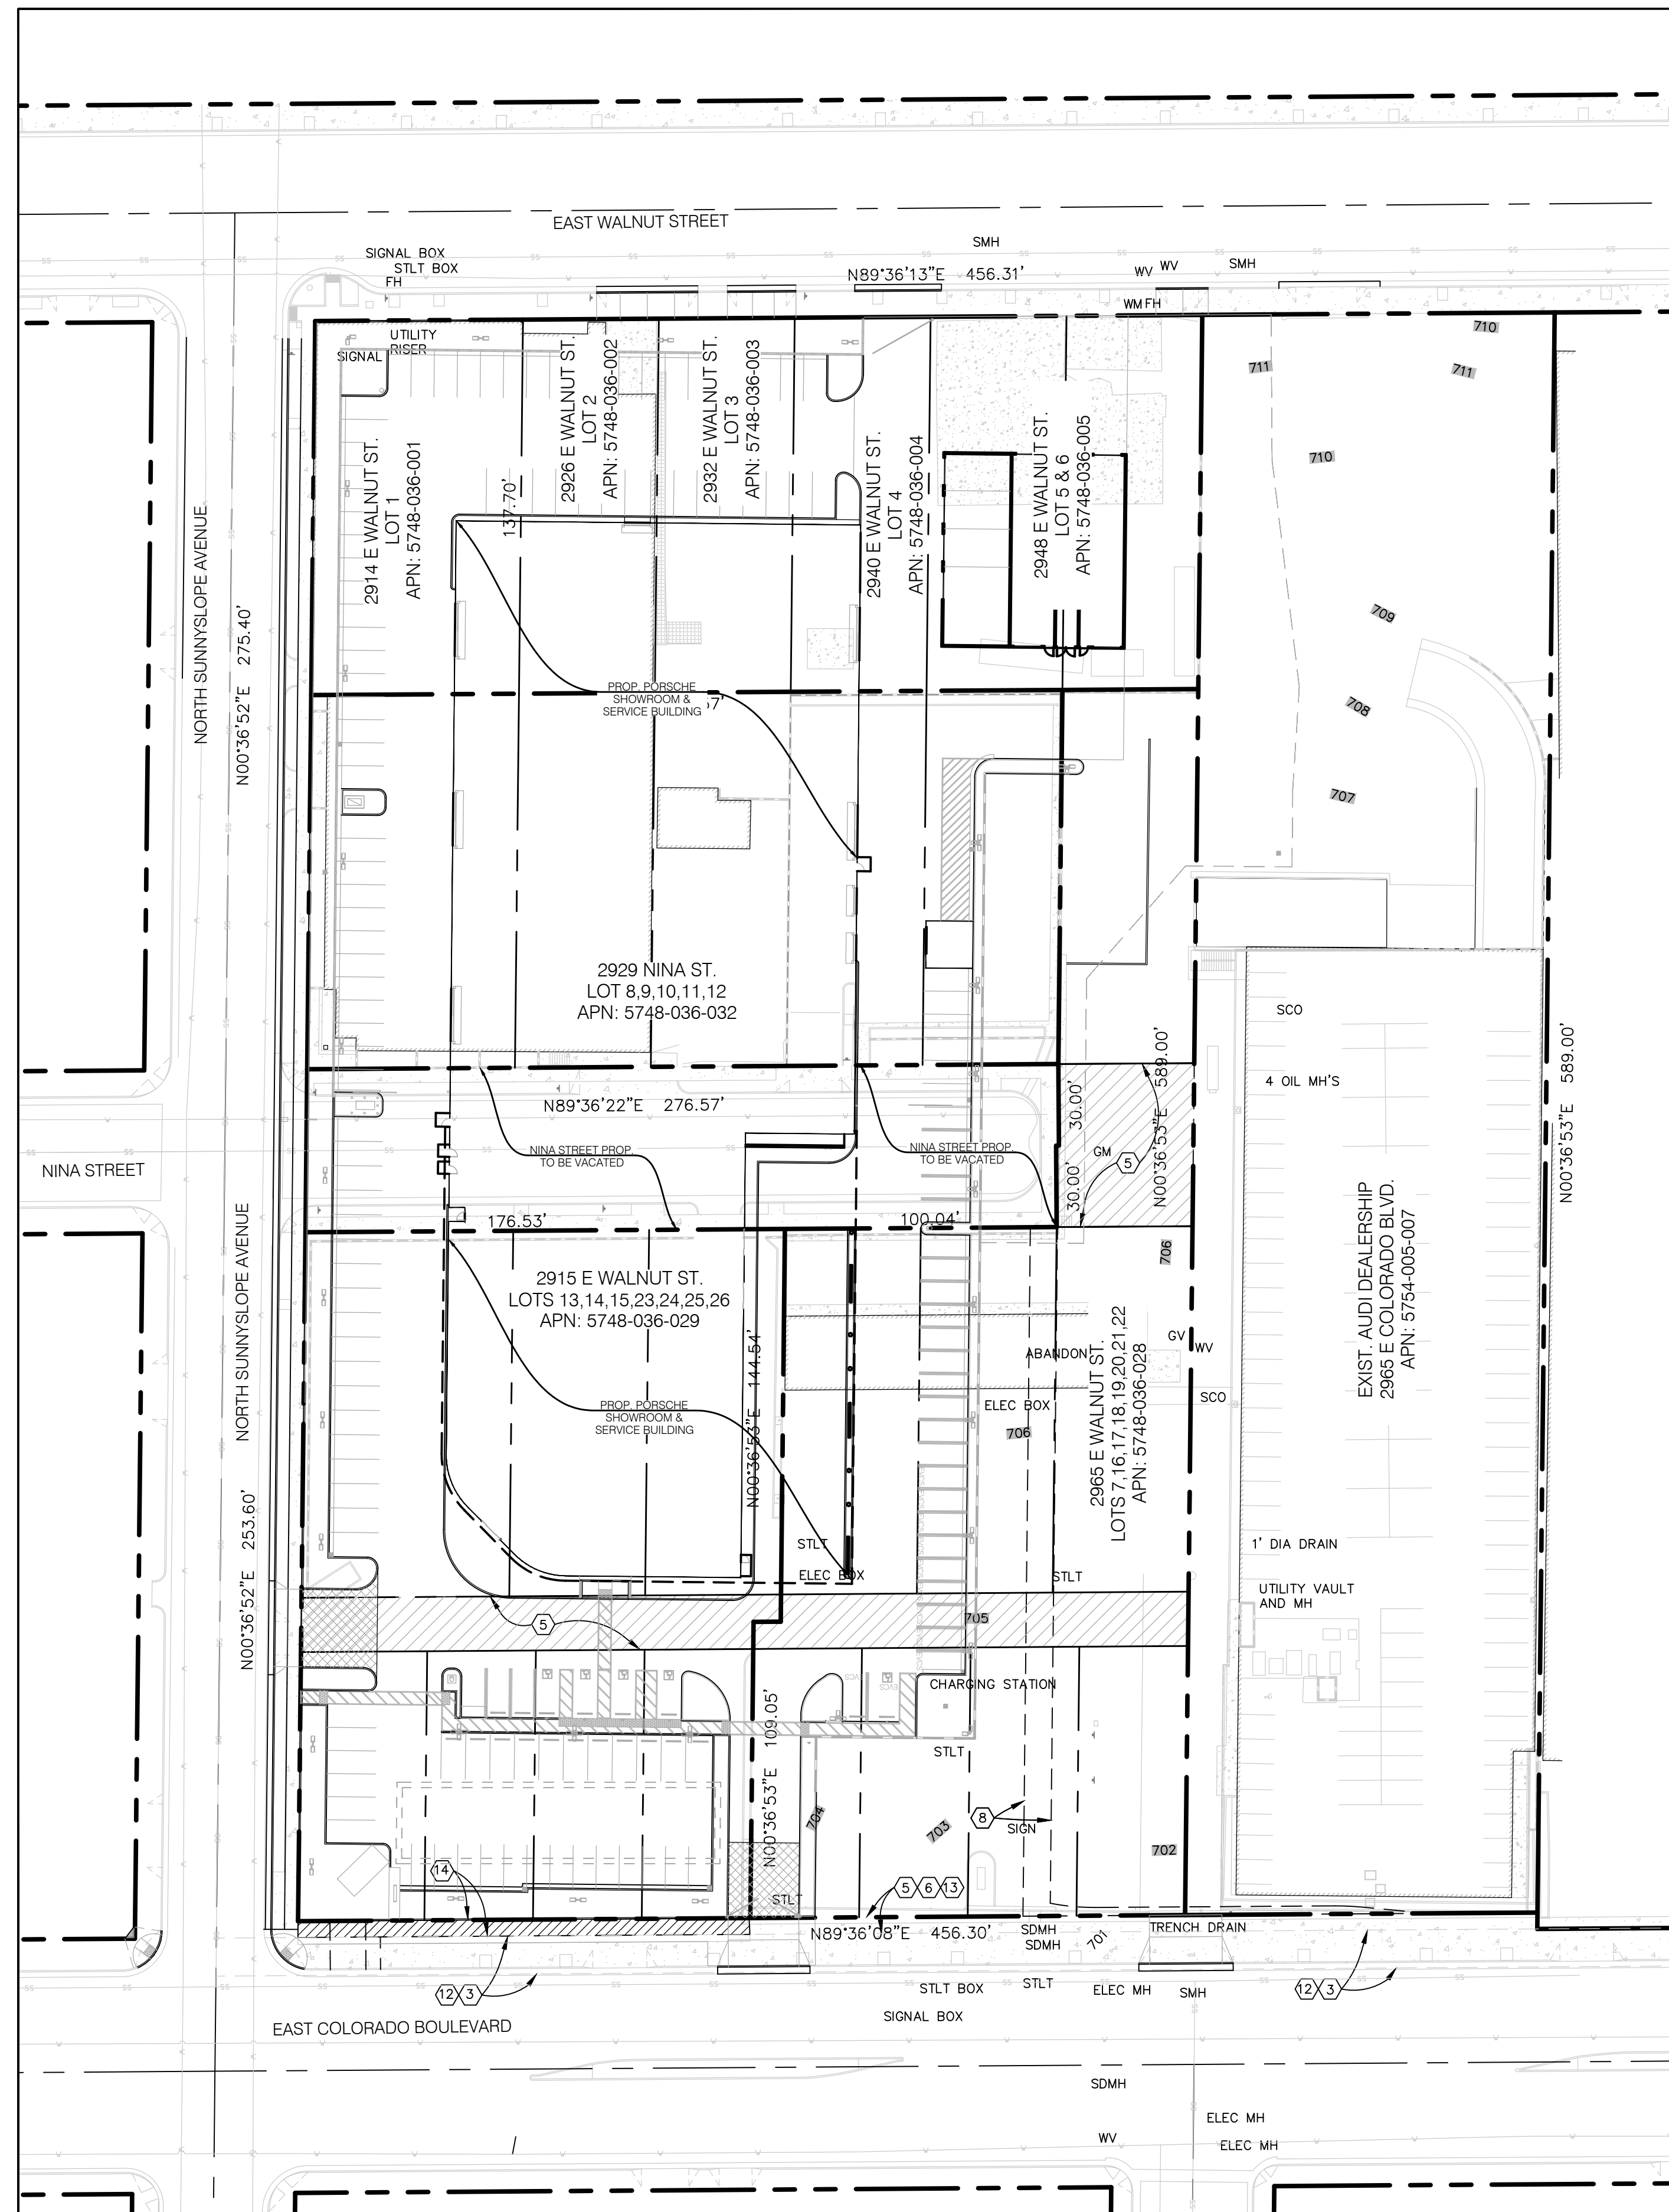 EAST WALNUT STREET
SMH
SIGNAL BOX
STLT BOX
FH
N89°36'13"E 456.31'
WV
WV
SMH
WM FH
UTILITY
RISER
SIGNAL
710
711
711
710
709
708
707
2914 E WALNUT ST.
LOT 1
APN: 5748-036-001
137.70'
2926 E WALNUT ST.
LOT 2
APN: 5748-036-002
2932 E WALNUT ST.
LOT 3
APN: 5748-036-003
2940 E WALNUT ST.
LOT 4
APN: 5748-036-004
2948 E WALNUT ST.
LOT 5 & 6
APN: 5748-036-005
NORTH SUNNYSLOPE AVENUE
N00°36'52"E 275.40'
PROP. PORSCHE
SHOWROOM &
SERVICE BUILDING
7'
2929 NINA ST.
LOT 8,9,10,11,12
APN: 5748-036-032
SCO
4 OIL MH'S
N00°36'53"E 589.00'
N00°36'53"E 589.00'
30.00'
30.00'
GM
5
N89°36'22"E 276.57'
NINA STREET PROP.
TO BE VACATED
NINA STREET PROP.
TO BE VACATED
NINA STREET
176.53'
100.04'
NORTH SUNNYSLOPE AVENUE
N00°36'52"E 253.60'
2915 E WALNUT ST.
LOTS 13,14,15,23,24,25,26
APN: 5748-036-029
N00°36'53"E 144.54'
PROP. PORSCHE
SHOWROOM &
SERVICE BUILDING
706
GV
WV
SCO
ABANDON
ELEC BOX
706
2965 E WALNUT ST.
LOTS 7,16,17,18,19,20,21,22
APN: 5748-036-028
EXIST. AUDI DEALERSHIP
2965 E COLORADO BLVD.
APN: 5754-005-007
STLT
ELEC BOX
STLT
1' DIA DRAIN
UTILITY VAULT
AND MH
5
705
EVCS
EVCS
CHARGING STATION
N00°36'53"E 109.05'
STLT
704
703
8
SIGN
702
14
STLT
5 6 13
N89°36'08"E 456.30'
SDMH
SDMH
701
TRENCH DRAIN
12 3
STLT BOX
STLT
ELEC MH
SMH
12 3
SIGNAL BOX
EAST COLORADO BOULEVARD
SDMH
ELEC MH
WV
ELEC MH